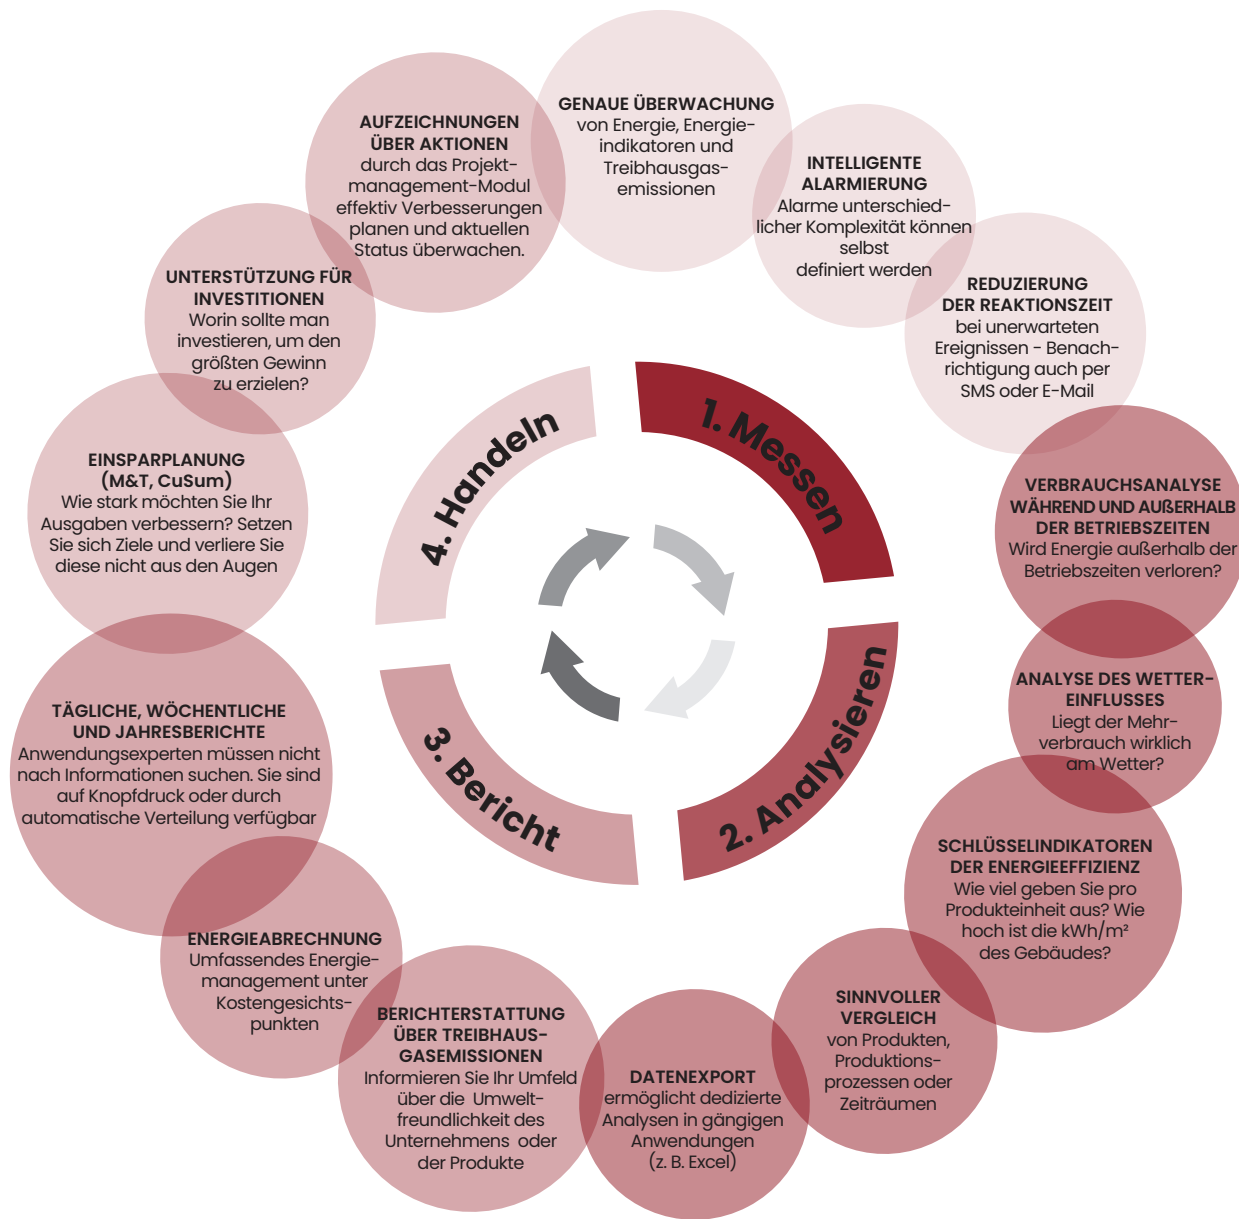 GENAUE ÜBERWACHUNG
von Energie, Energie-
indikatoren und
Treibhausgas-
emissionen
INTELLIGENTE
ALARMIERUNG
Alarme unterschied-
licher Komplexität können
selbst
definiert werden
REDUZIERUNG
DER REAKTIONSZEIT
bei unerwarteten
Ereignissen - Benach-
richtigung auch per
SMS oder E-Mail
VERBRAUCHSANALYSE
WÄHREND UND AUßERHALB
DER BETRIEBSZEITEN
Wird Energie außerhalb der
Betriebszeiten verloren?
ANALYSE DES WETTER-
EINFLUSSES
Liegt der Mehr-
verbrauch wirklich
am Wetter?
SCHLÜSSELINDIKATOREN
DER ENERGIEEFFIZIENZ
Wie viel geben Sie pro
Produkteinheit aus? Wie
hoch ist die kWh/m²
des Gebäudes?
SINNVOLLER
VERGLEICH
von Produkten,
Produktions-
prozessen oder
Zeiträumen
DATENEXPORT
ermöglicht dedizierte
Analysen in gängigen
Anwendungen
(z. B. Excel)
BERICHTERSTATTUNG
ÜBER TREIBHAUS-
GASEMISSIONEN
Informieren Sie Ihr Umfeld
über die Umwelt-
freundlichkeit des
Unternehmens oder
der Produkte
ENERGIEABRECHNUNG
Umfassendes Energie-
management unter
Kostengesichts-
punkten
TÄGLICHE, WÖCHENTLICHE
UND JAHRESBERICHTE
Anwendungsexperten müssen nicht
nach Informationen suchen. Sie sind
auf Knopfdruck oder durch
automatische Verteilung verfügbar
EINSPARPLANUNG
(M&T, CuSum)
Wie stark möchten Sie Ihr
Ausgaben verbessern? Setzen
Sie sich Ziele und verliere Sie
diese nicht aus den Augen
UNTERSTÜTZUNG FÜR
INVESTITIONEN
Worin sollte man
investieren, um den
größten Gewinn
zu erzielen?
AUFZEICHNUNGEN
ÜBER AKTIONEN
durch das Projekt-
management-Modul
effektiv Verbesserungen
planen und aktuellen
Status überwachen.
1. Messen
2. Analysieren
3. Bericht
4. Handeln